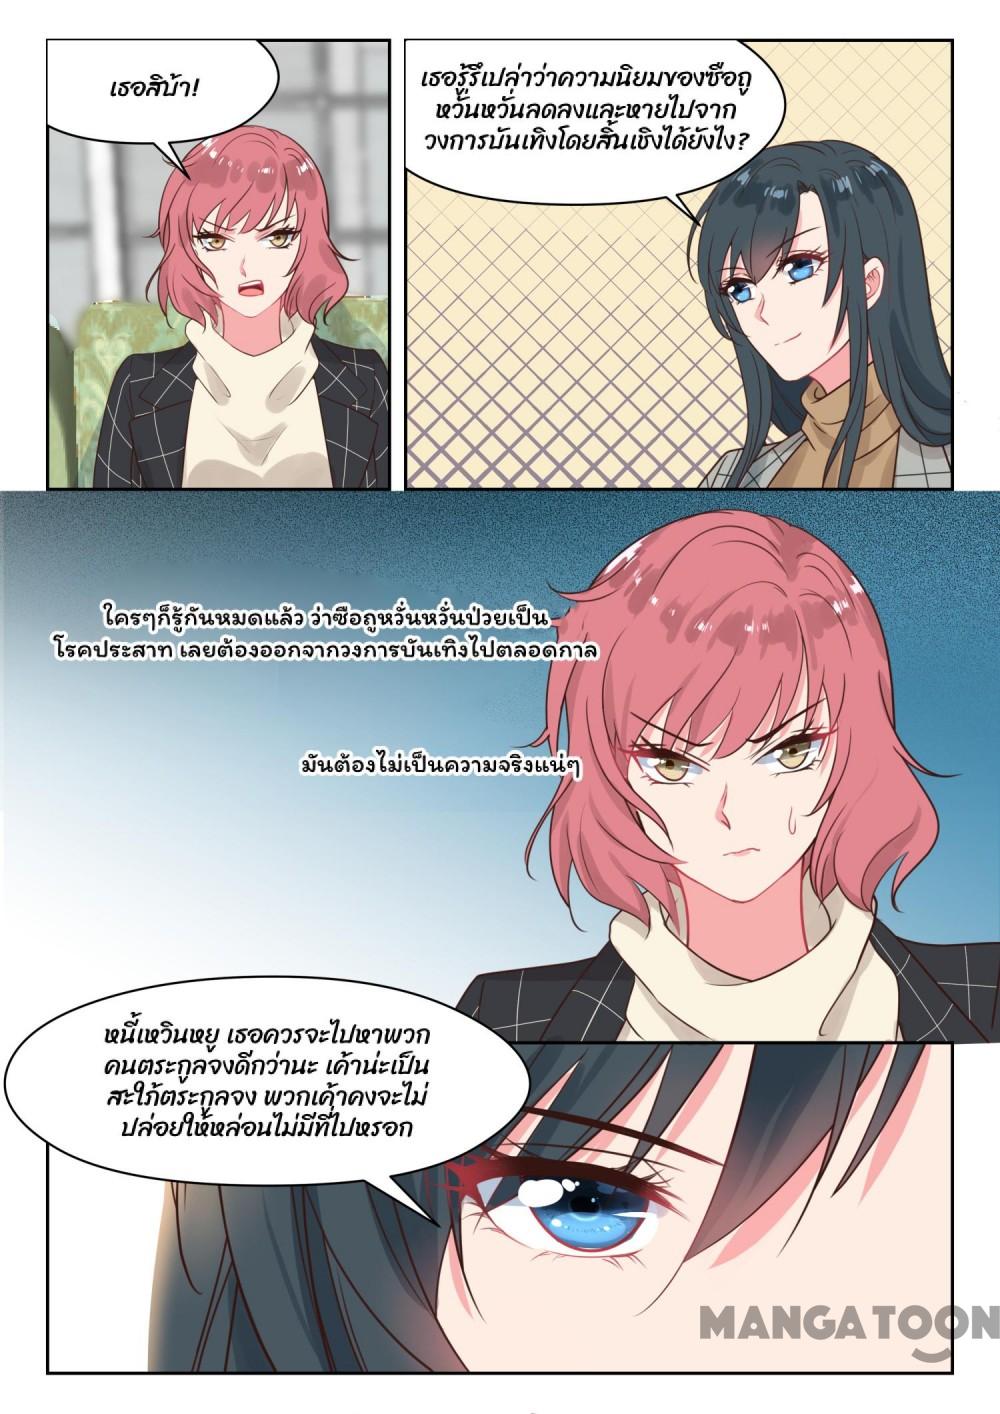 เธอสิบ้า!
เธอรู้รึเปล่าว่าความนิยมของซือถู
หวั่นหวั่นลดลงและหายไปจาก
วงการบันเทิงโดยสิ้นเชิงได้ยังไง?
ใครๆก็รู้กันหมดแล้ว ว่าซือถูหวั่นหวั่นป่วยเป็น
โรคประสาท เลยต้องออกจากวงการบันเทิงไปตลอดกาล
มันต้องไม่เป็นความจริงแน่ๆ
หนี้เหวินหยู เธอควรจะไปหาพวก
คนตระกูลจงดีกว่านะ เค้าน่ะเป็น
สะใภ้ตระกูลจง พวกเค้าคงจะไม่
ปล่อยให้หล่อนไม่มีที่ไปหรอก
MANGATOON